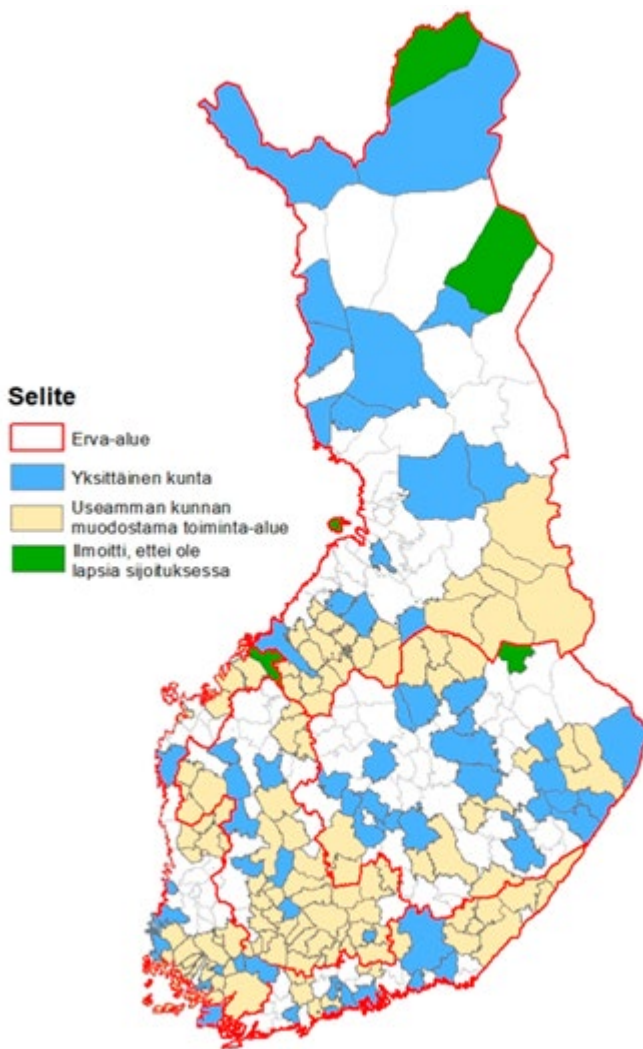 Selite
Erva-alue
Yksittäinen kunta
Useamman kunnan
muodostama toiminta-alue
Ilmoitti, ettei ole
lapsia sijoituksessa